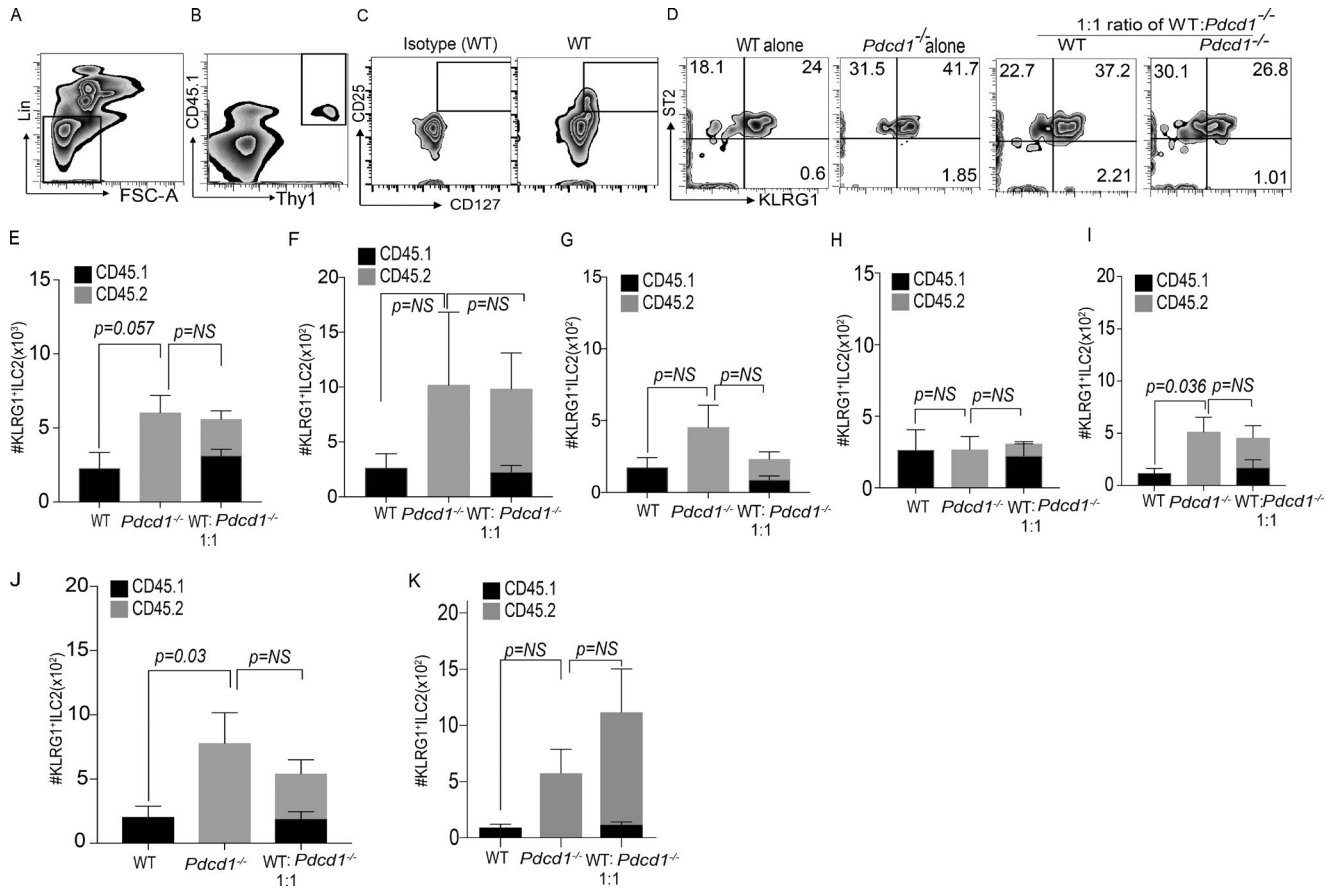 A
B
C
D
Lin
FSC-A
CD45.1
Thy1
Isotype (WT)
WT
CD25
CD127
1:1 ratio of WT:Pdcd1-/-
WT alone
Pdcd1-/- alone
WT
Pdcd1-/-
ST2
18.1
24
0.6
31.5
41.7
1.85
22.7
37.2
2.21
30.1
26.8
1.01
KLRG1
E
CD45.1
CD45.2
#KLRG1+ILC2(x10³)
15
10
5
0
p=0.057
p=NS
WT
Pdcd1-/-
WT: Pdcd1-/-
1:1
F
CD45.1
CD45.2
#KLRG1+ILC2(x10²)
20
15
10
5
0
p=NS
p=NS
WT
Pdcd1-/-
WT: Pdcd1-/-
1:1
G
CD45.1
CD45.2
#KLRG1+ILC2(x10²)
15
10
5
0
p=NS
p=NS
WT
Pdcd1-/-
WT: Pdcd1-/-
1:1
H
CD45.1
CD45.2
#KLRG1+ILC2(x10²)
15
10
5
0
p=NS
p=NS
WT
Pdcd1-/-
WT: Pdcd1-/-
1:1
I
CD45.1
CD45.2
#KLRG1+ILC2(x10²)
20
15
10
5
0
p=0.036
p=NS
WT
Pdcd1-/-
WT:Pdcd1-/-
1:1
J
CD45.1
CD45.2
#KLRG1+ILC2(x10²)
20
15
10
5
0
p=0.03
p=NS
WT
Pdcd1-/-
WT: Pdcd1-/-
1:1
K
CD45.1
CD45.2
#KLRG1+ILC2(x10²)
20
15
10
5
0
p=NS
p=NS
WT
Pdcd1-/-
WT: Pdcd1-/-
1:1